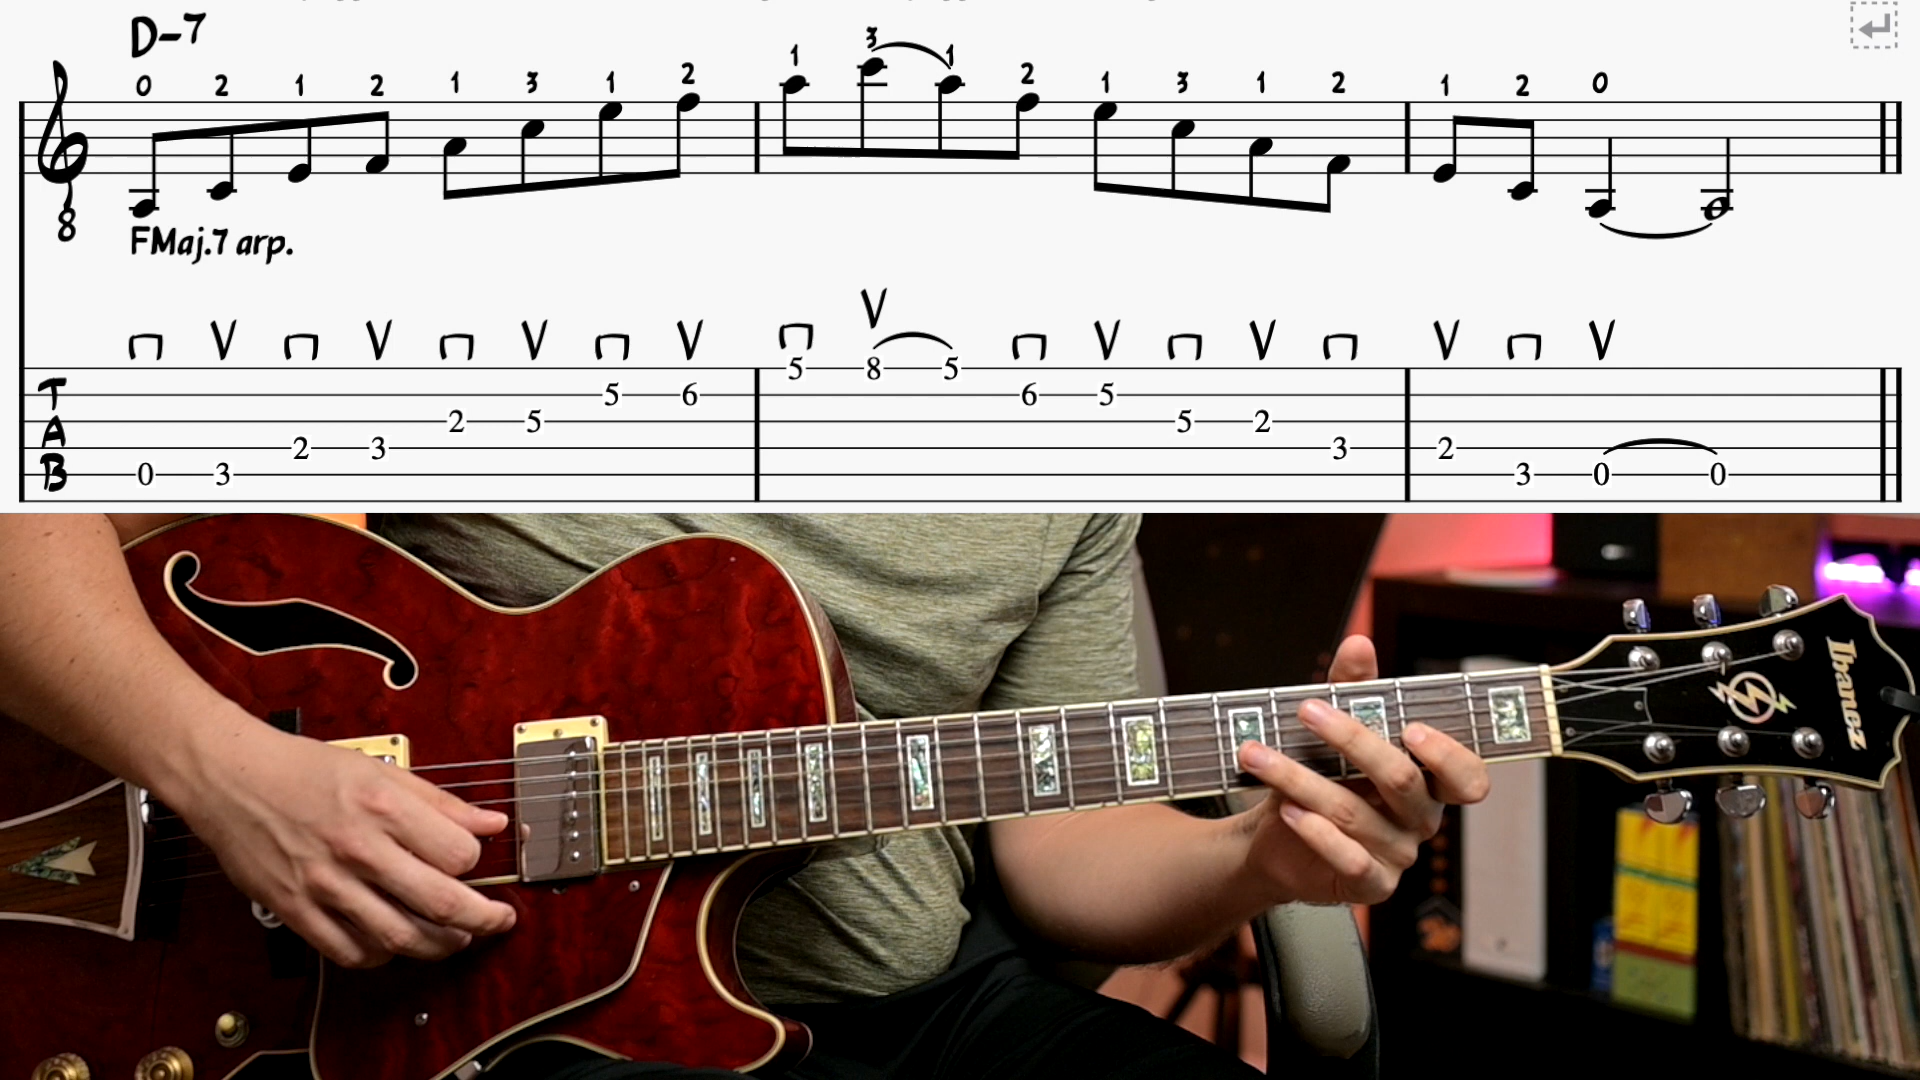 D-7
0 2 1 2 1 3 1 2 1 3 1 2 1 3 1 2 1 2 0
8
FMaj.7 arp.
T
A
B
5 8 5
5 6 6 5
2 5 5 2
2 3 3 2
0 3 3 0 0
Ibanez